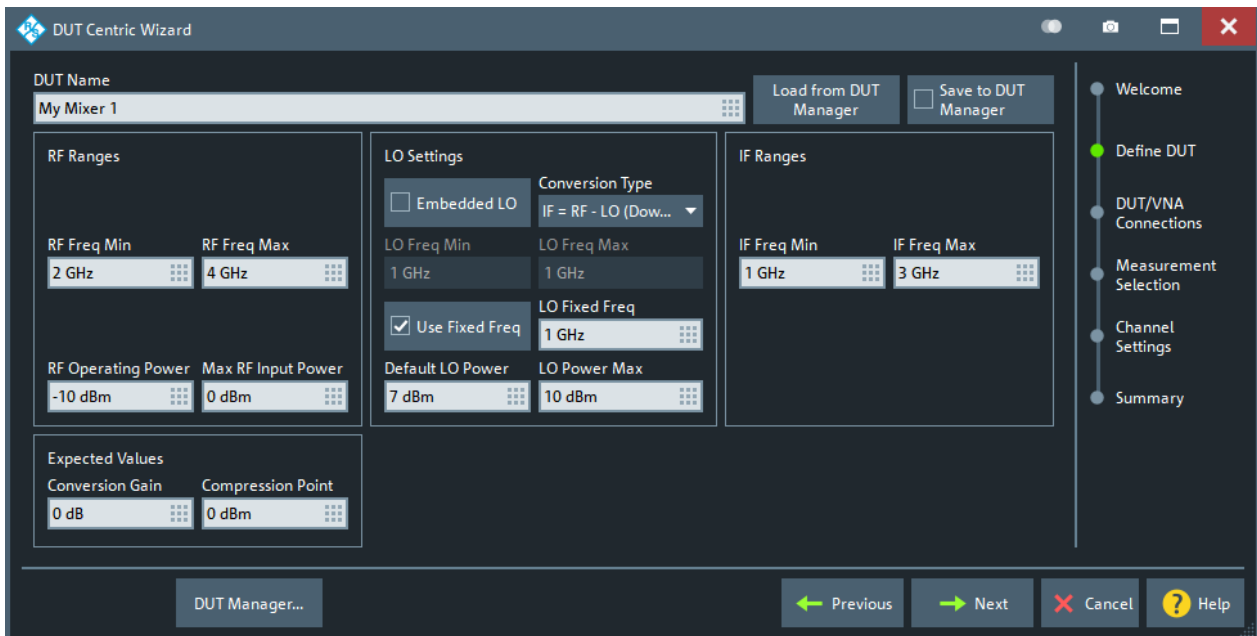 DUT Centric Wizard
DUT Name
My Mixer 1
Load from DUT
Manager
Save to DUT
Manager
RF Ranges
RF Freq Min
RF Freq Max
2 GHz
4 GHz
RF Operating Power
Max RF Input Power
-10 dBm
0 dBm
LO Settings
Embedded LO
Conversion Type
IF = RF - LO (Dow...
LO Freq Min
LO Freq Max
1 GHz
1 GHz
Use Fixed Freq
LO Fixed Freq
1 GHz
Default LO Power
LO Power Max
7 dBm
10 dBm
IF Ranges
IF Freq Min
IF Freq Max
1 GHz
3 GHz
Expected Values
Conversion Gain
Compression Point
0 dB
0 dBm
Welcome
Define DUT
DUT/VNA
Connections
Measurement
Selection
Channel
Settings
Summary
DUT Manager...
Previous
Next
Cancel
? Help